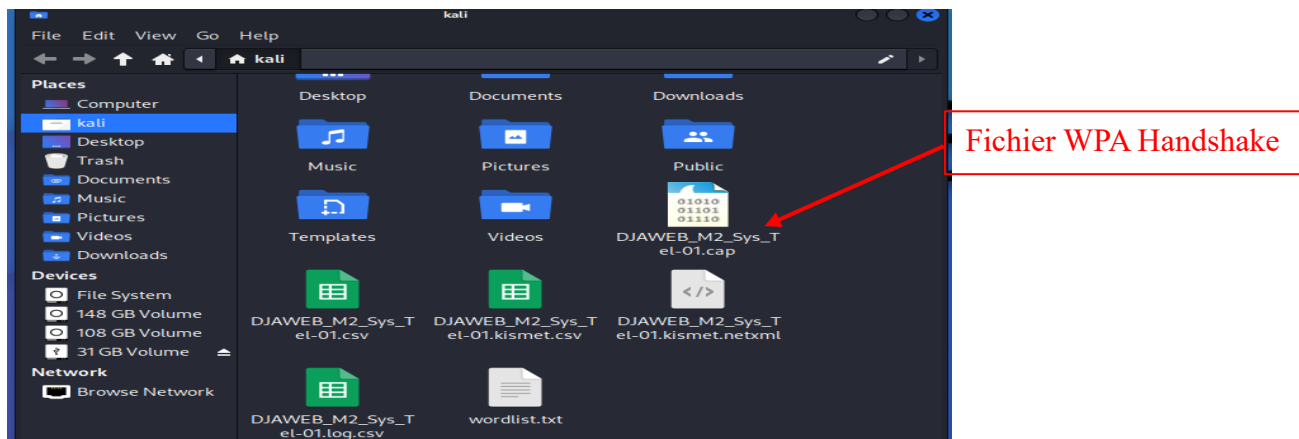 kali
File Edit View Go Help
kali
Places
Computer
kali
Desktop
Trash
Documents
Music
Pictures
Videos
Downloads
Devices
File System
148 GB Volume
108 GB Volume
31 GB Volume
Network
Browse Network
Desktop Documents Downloads
Music Pictures Public
01010
01101
01110
Templates Videos DJAWEB_M2_Sys_T
el-01.cap
DJAWEB_M2_Sys_T DJAWEB_M2_Sys_T DJAWEB_M2_Sys_T
el-01.csv el-01.kismet.csv el-01.kismet.netxml
DJAWEB_M2_Sys_T wordlist.txt
el-01.log.csv
Fichier WPA Handshake